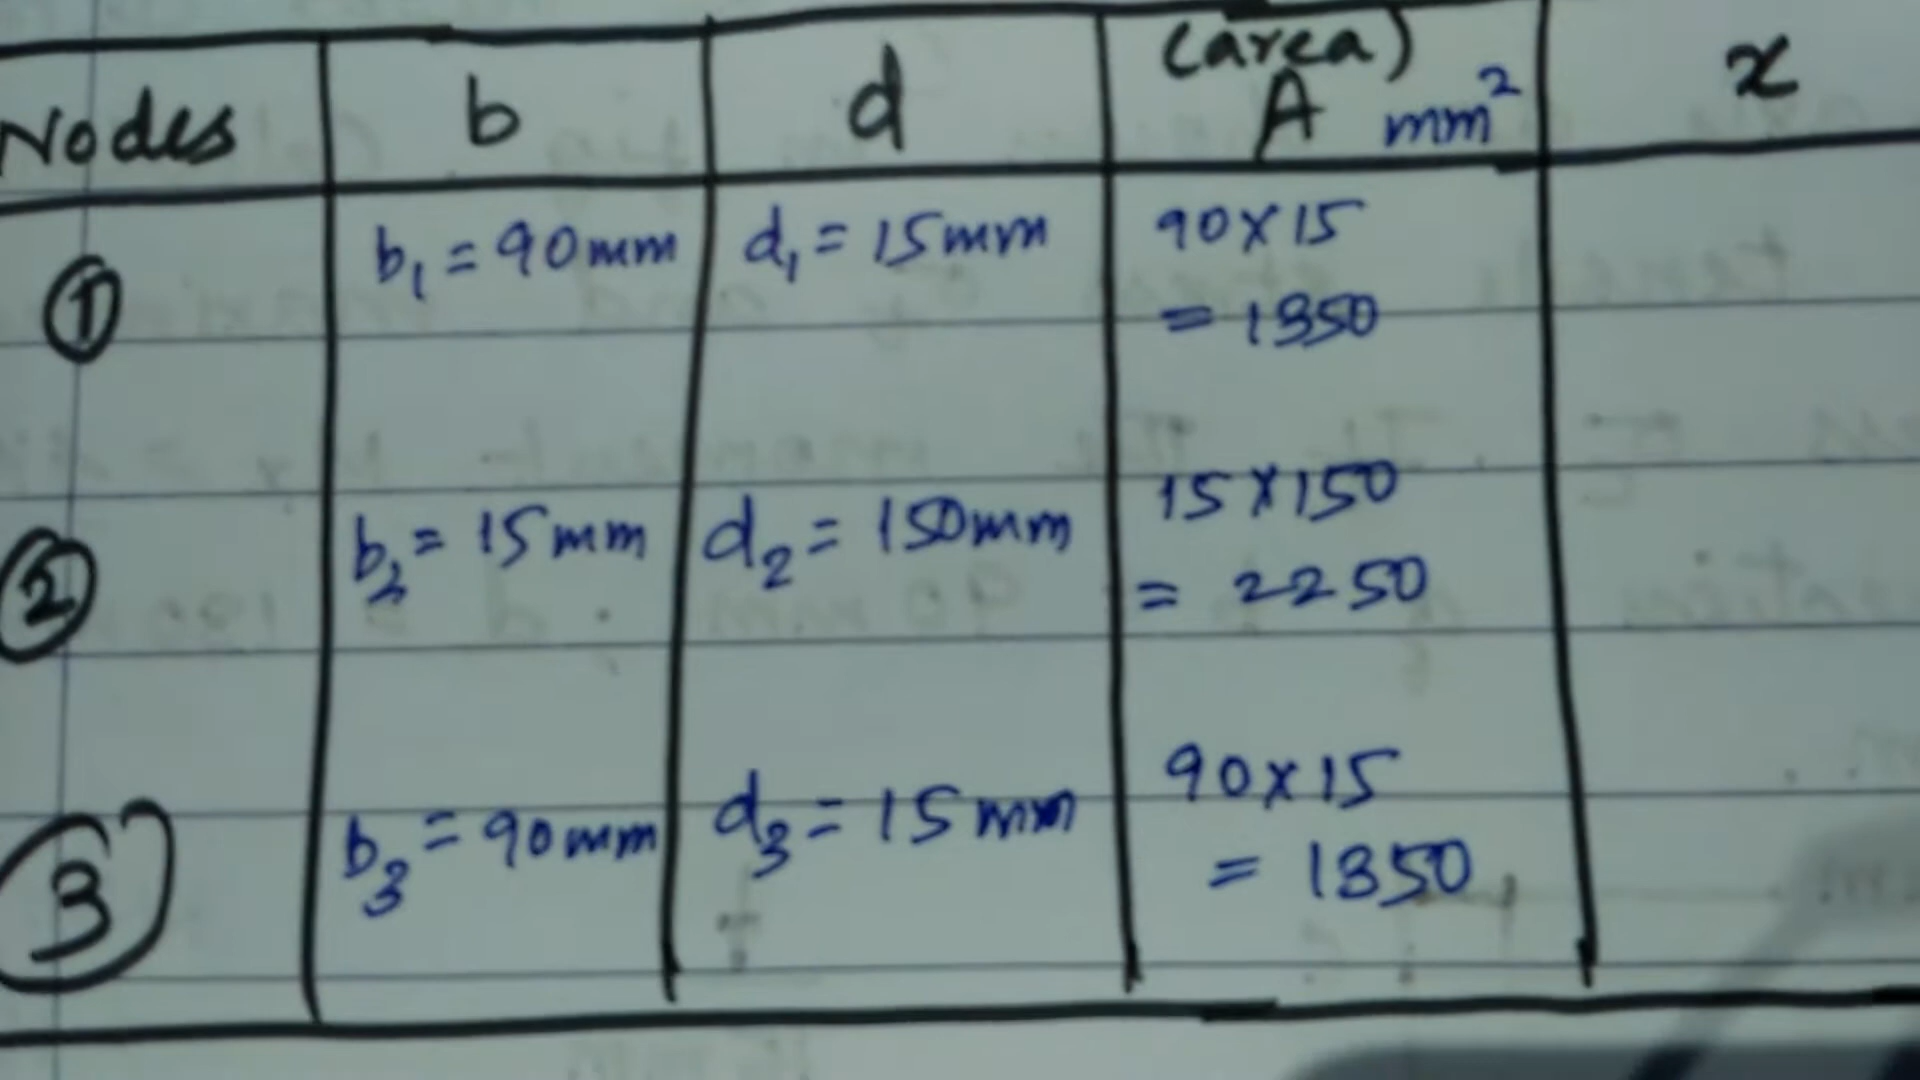 Nodes b d (area) A mm² x
① b₁ = 90mm d₁ = 15mm 90×15
= 1350
② b₂ = 15mm d₂ = 150mm 15×150
= 2250
③ b₃ = 90mm d₃ = 15mm 90×15
= 1350